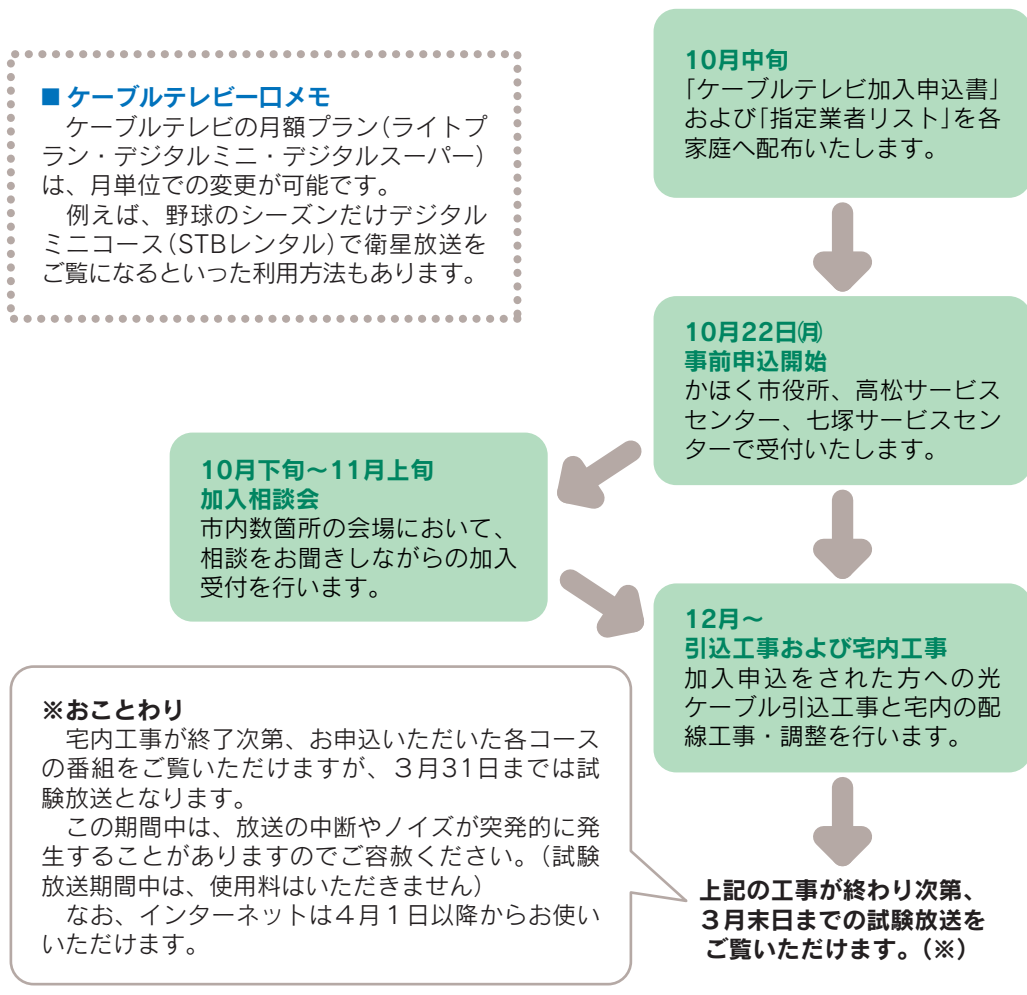 ■ ケーブルテレビ一口メモ
　ケーブルテレビの月額プラン（ライトプ
ラン・デジタルミニ・デジタルスーパー）
は、月単位での変更が可能です。
　例えば、野球のシーズンだけデジタル
ミニコース（STBレンタル）で衛星放送を
ご覧になるといった利用方法もあります。
10月中旬
「ケーブルテレビ加入申込書」
および「指定業者リスト」を各
家庭へ配布いたします。
10月22日㈪
事前申込開始
かほく市役所、高松サービス
センター、七塚サービスセン
ターで受付いたします。
10月下旬～11月上旬
加入相談会
市内数箇所の会場において、
相談をお聞きしながらの加入
受付を行います。
12月～
引込工事および宅内工事
加入申込をされた方への光
ケーブル引込工事と宅内の配
線工事・調整を行います。
※おことわり
　宅内工事が終了次第、お申込いただいた各コース
の番組をご覧いただけますが、３月31日までは試
験放送となります。
　この期間中は、放送の中断やノイズが突発的に発
生することがありますのでご容赦ください。（試験
放送期間中は、使用料はいただきません）
　なお、インターネットは４月１日以降からお使い
いただけます。
上記の工事が終わり次第、
３月末日までの試験放送を
ご覧いただけます。（※）